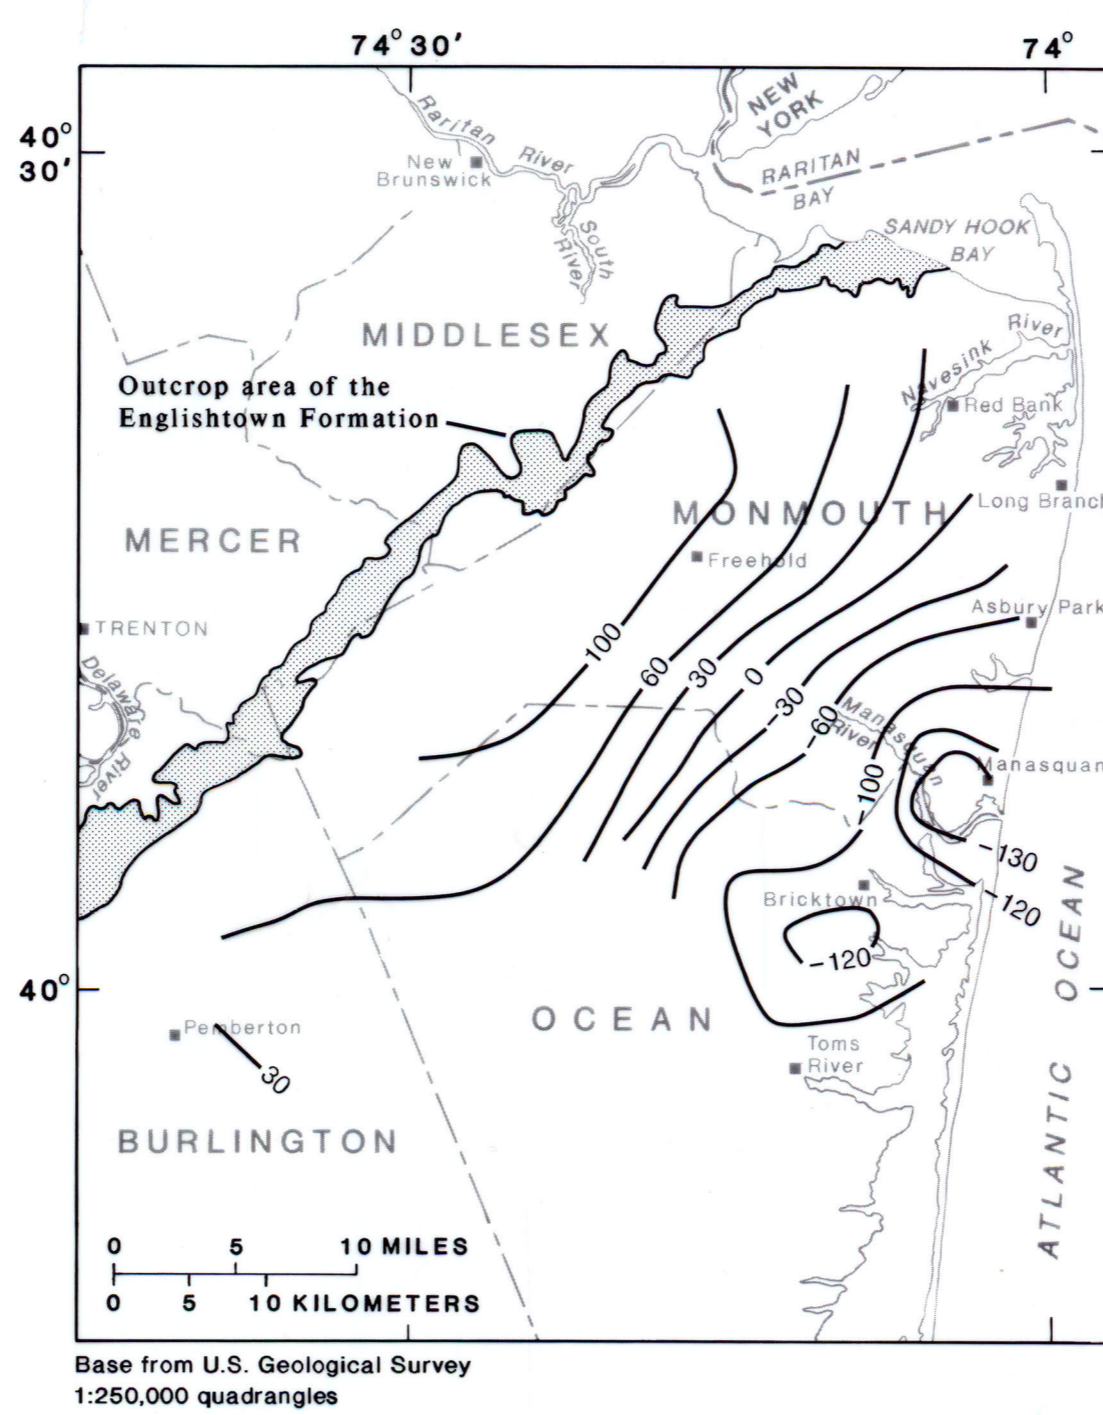 74° 30′
74°
40°
30′
NEW
YORK
Raritan
River
New
Brunswick
RARITAN
BAY
South
River
SANDY HOOK
BAY
MIDDLESEX
River
Navesink
Outcrop area of the
Englishtown Formation
Red Bank
Long Branch
MONMOUTH
MERCER
Freehold
Asbury Park
TRENTON
100
60
30
0
-30
-60
Delaware
River
Manasquan
River
Manasquan
-100
-130
-120
Bricktown
-120
40°
OCEAN
Pemberton
30
Toms
River
BURLINGTON
ATLANTIC OCEAN
0 5 10 MILES
0 5 10 KILOMETERS
Base from U.S. Geological Survey
1:250,000 quadrangles